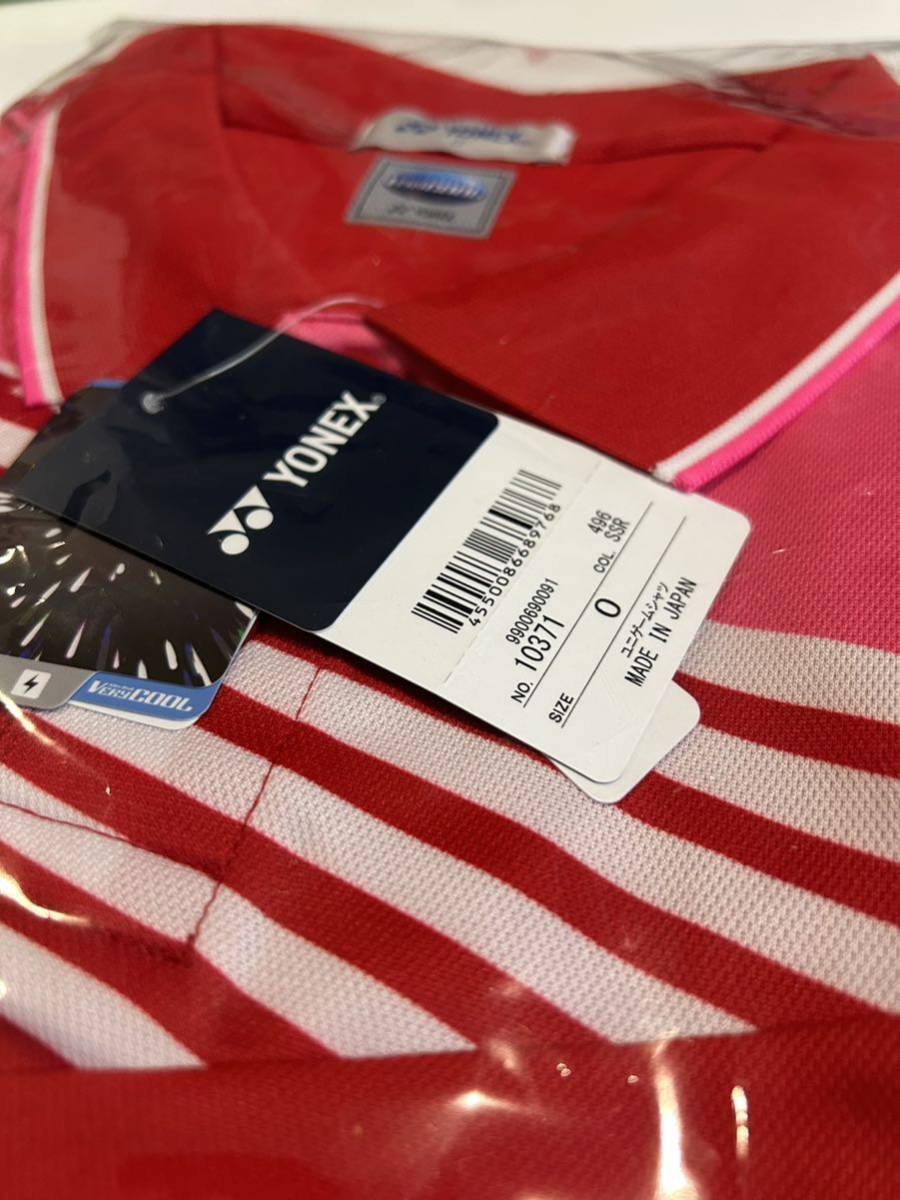 YONEX
YONEX®
4550086689768
9900690091
NO. 10371
496
COL. SSR
SIZE
O
ユニゲームシャツ
MADE IN JAPAN
VERYCOOL